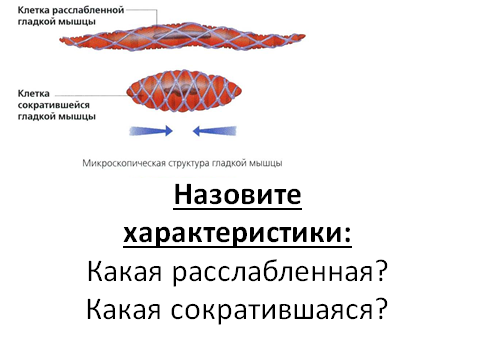 Клетка расслабленной
гладкой мышцы
Клетка
сократившейся
гладкой мышцы
Микроскопическая структура гладкой мышцы
Назовите
характеристики:
Какая расслабленная?
Какая сократившаяся?